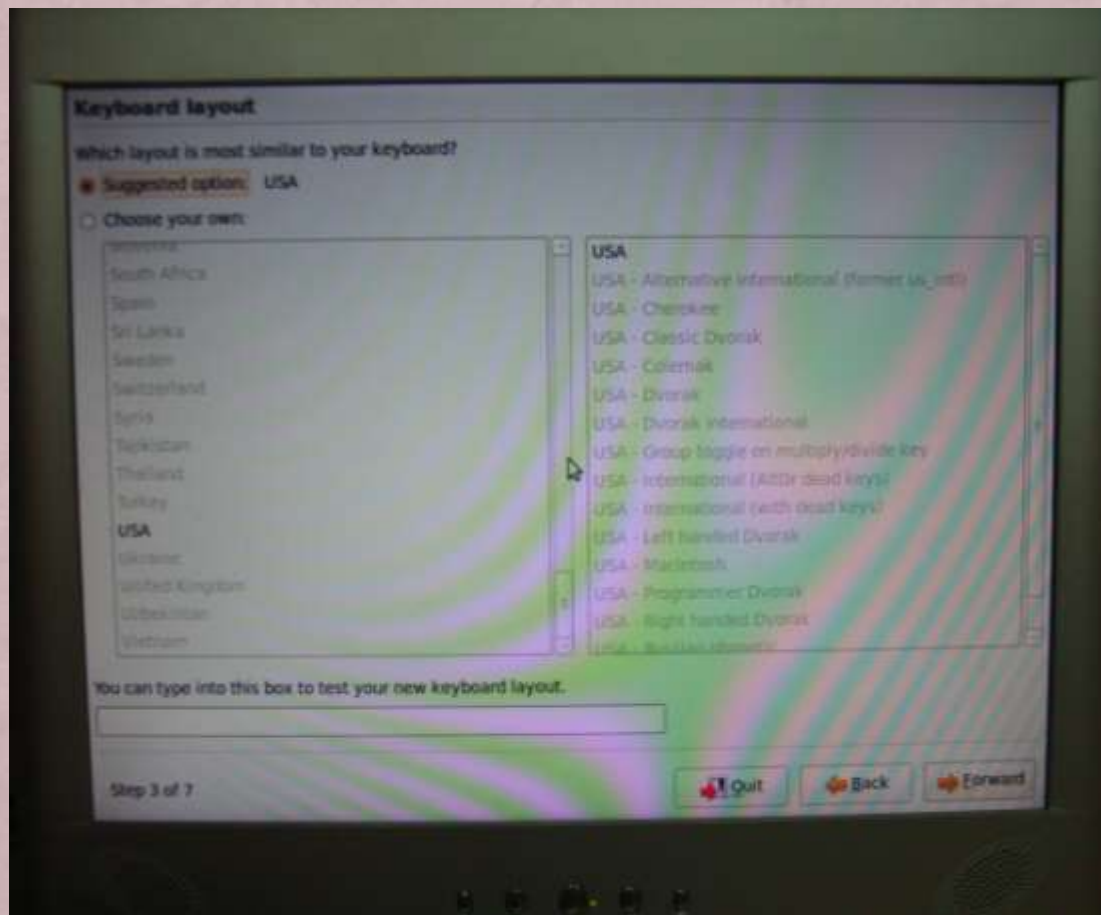 Keyboard layout
Which layout is most similar to your keyboard?
Suggested option: USA
Choose your own:
South Africa
Spain
Sri Lanka
Sweden
Switzerland
Syria
Tajikistan
Thailand
Turkey
USA
Ukraine
United Kingdom
Uzbekistan
Vietnam
USA
USA - Alternative international (former us_intl)
USA - Cherokee
USA - Classic Dvorak
USA - Colemak
USA - Dvorak
USA - Dvorak international
USA - Group toggle on multiply/divide key
USA - International (AltGr dead keys)
USA - International (with dead keys)
USA - Left handed Dvorak
USA - Macintosh
USA - Programmer Dvorak
USA - Right handed Dvorak
USA - Russian phonetic
You can type into this box to test your new keyboard layout.
Step 3 of 7
Quit
Back
Forward